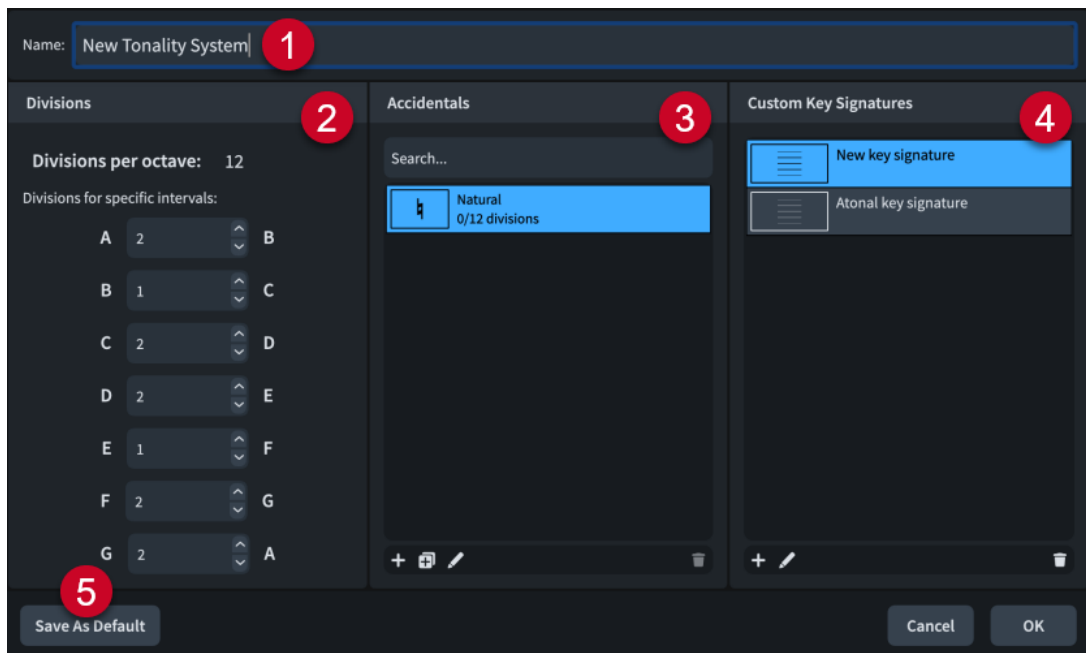 Name: New Tonality System 1
Divisions 2
Divisions per octave: 12
Divisions for specific intervals:
A 2 B
B 1 C
C 2 D
D 2 E
E 1 F
F 2 G
G 2 A
Accidentals 3
Search...
Natural
0/12 divisions
Custom Key Signatures 4
New key signature
Atonal key signature
5
Save As Default
Cancel OK